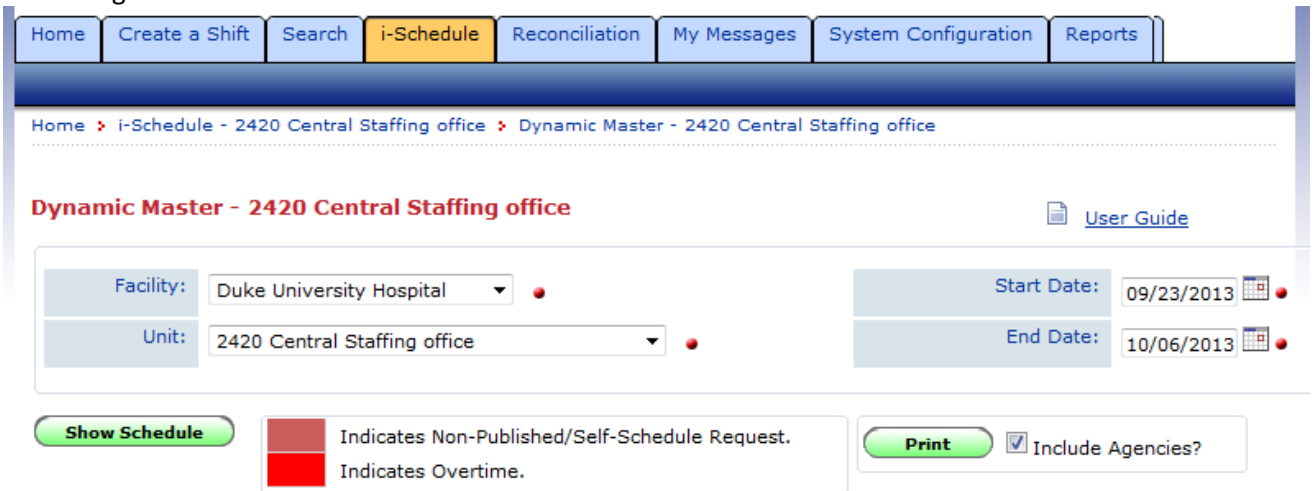 Home Create a Shift Search i-Schedule Reconciliation My Messages System Configuration Reports
Home i-Schedule - 2420 Central Staffing office Dynamic Master - 2420 Central Staffing office
Dynamic Master - 2420 Central Staffing office
User Guide
Facility: Duke University Hospital
Start Date: 09/23/2013
Unit: 2420 Central Staffing office
End Date: 10/06/2013
Show Schedule
Indicates Non-Published/Self-Schedule Request.
Indicates Overtime.
Print Include Agencies?